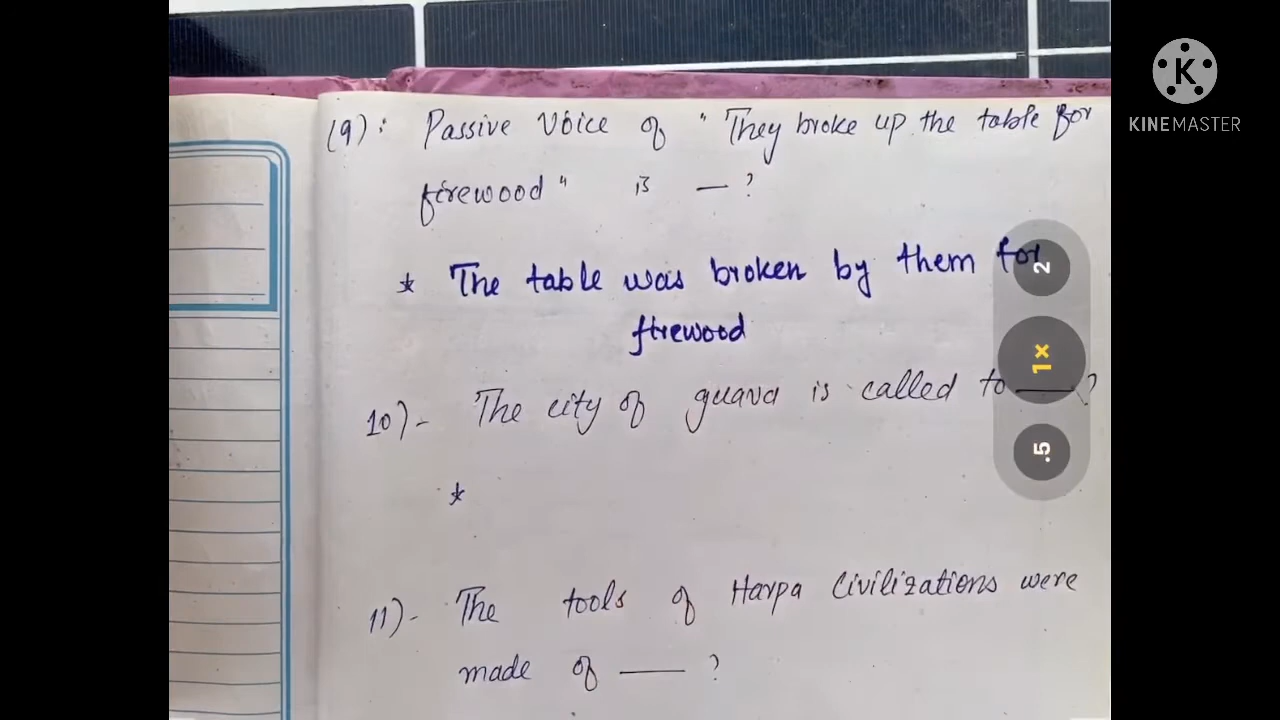 KINEMASTER
(9): Passive Voice of "They broke up the table for
firewood" is — ?
* The table was broken by them for
firewood
10)- The city of guava is called to —— ?
*
11)- The tools of Harpa Civilizations were
made of —— ?
2
1×
.5